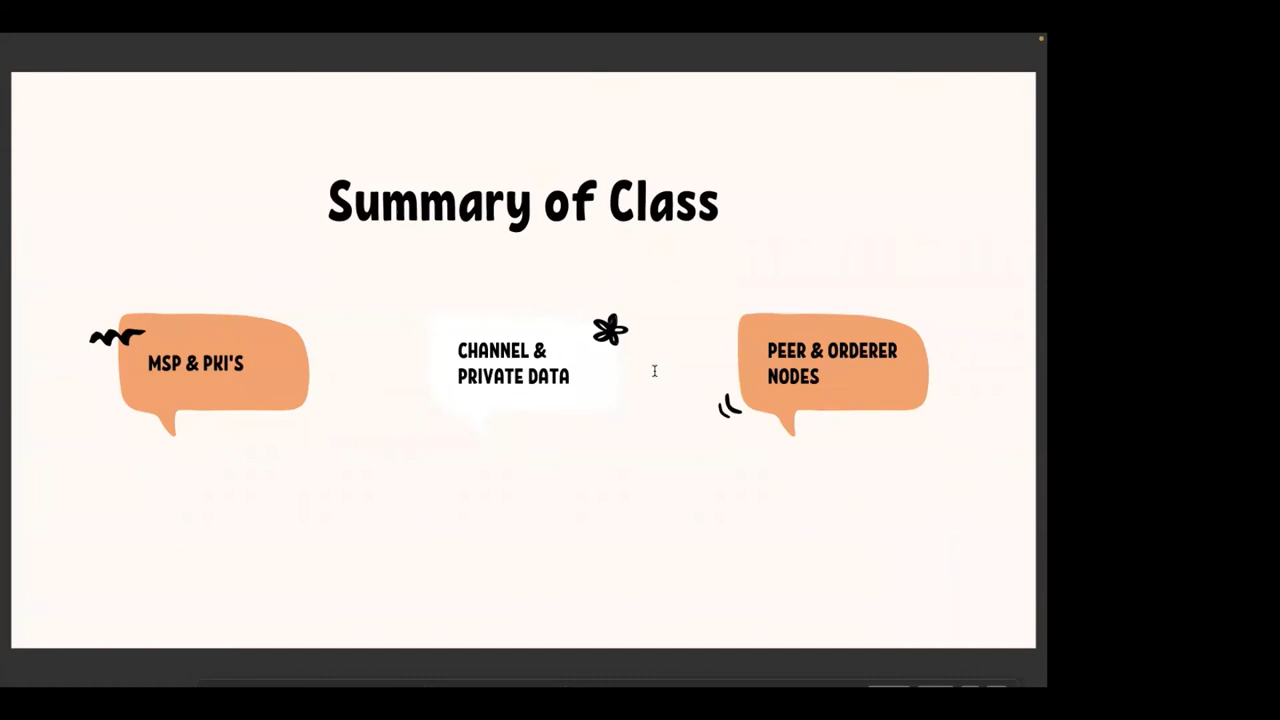 Summary of Class
MSP & PKI'S
CHANNEL &
PRIVATE DATA
PEER & ORDERER
NODES